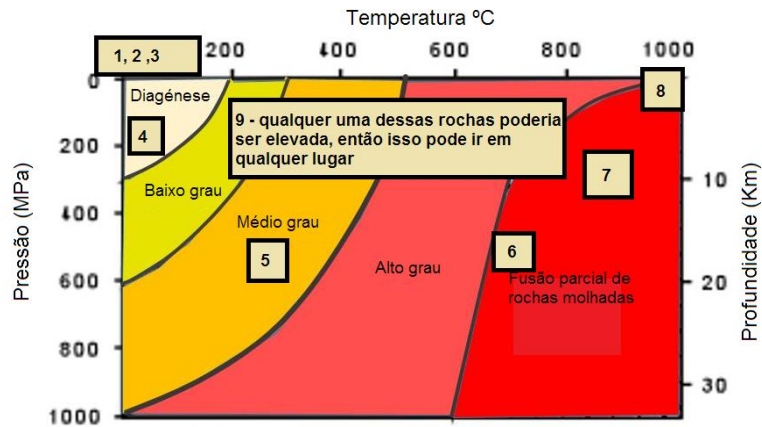 Temperatura ºC
1, 2 ,3
200
400
600
800
1000
0
8
Diagénese
9 - qualquer uma dessas rochas poderia
ser elevada, então isso pode ir em
qualquer lugar
4
200
7
10
Baixo grau
400
Médio grau
6
5
Alto grau
Fusão parcial de
rochas molhadas
600
20
800
30
1000
Pressão (MPa)
Profundidade (Km)